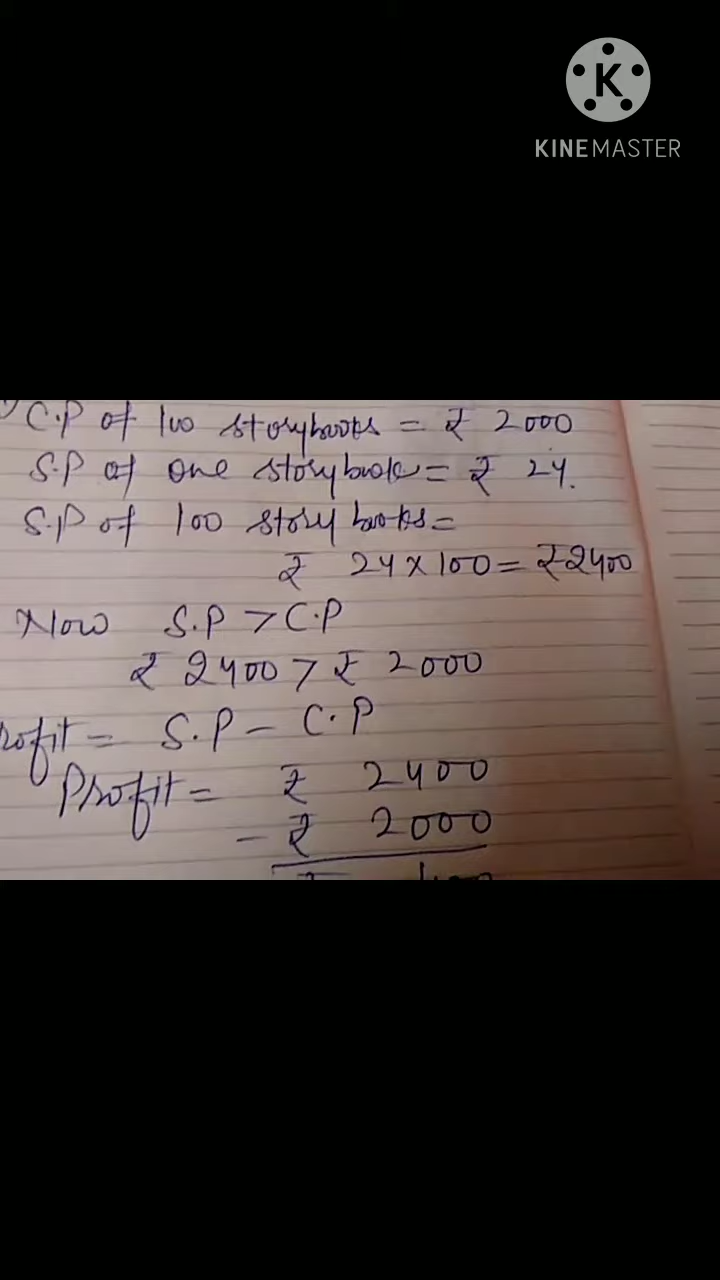 KINEMASTER
C.P of 100 storybooks = ₹ 2000
S.P of one storybook = ₹ 24.
S.P of 100 story books =
₹ 24 × 100 = ₹ 2400
Now S.P > C.P
₹ 2400 > ₹ 2000
rofit = S.P - C.P
Profit = ₹ 2400
- ₹ 2000